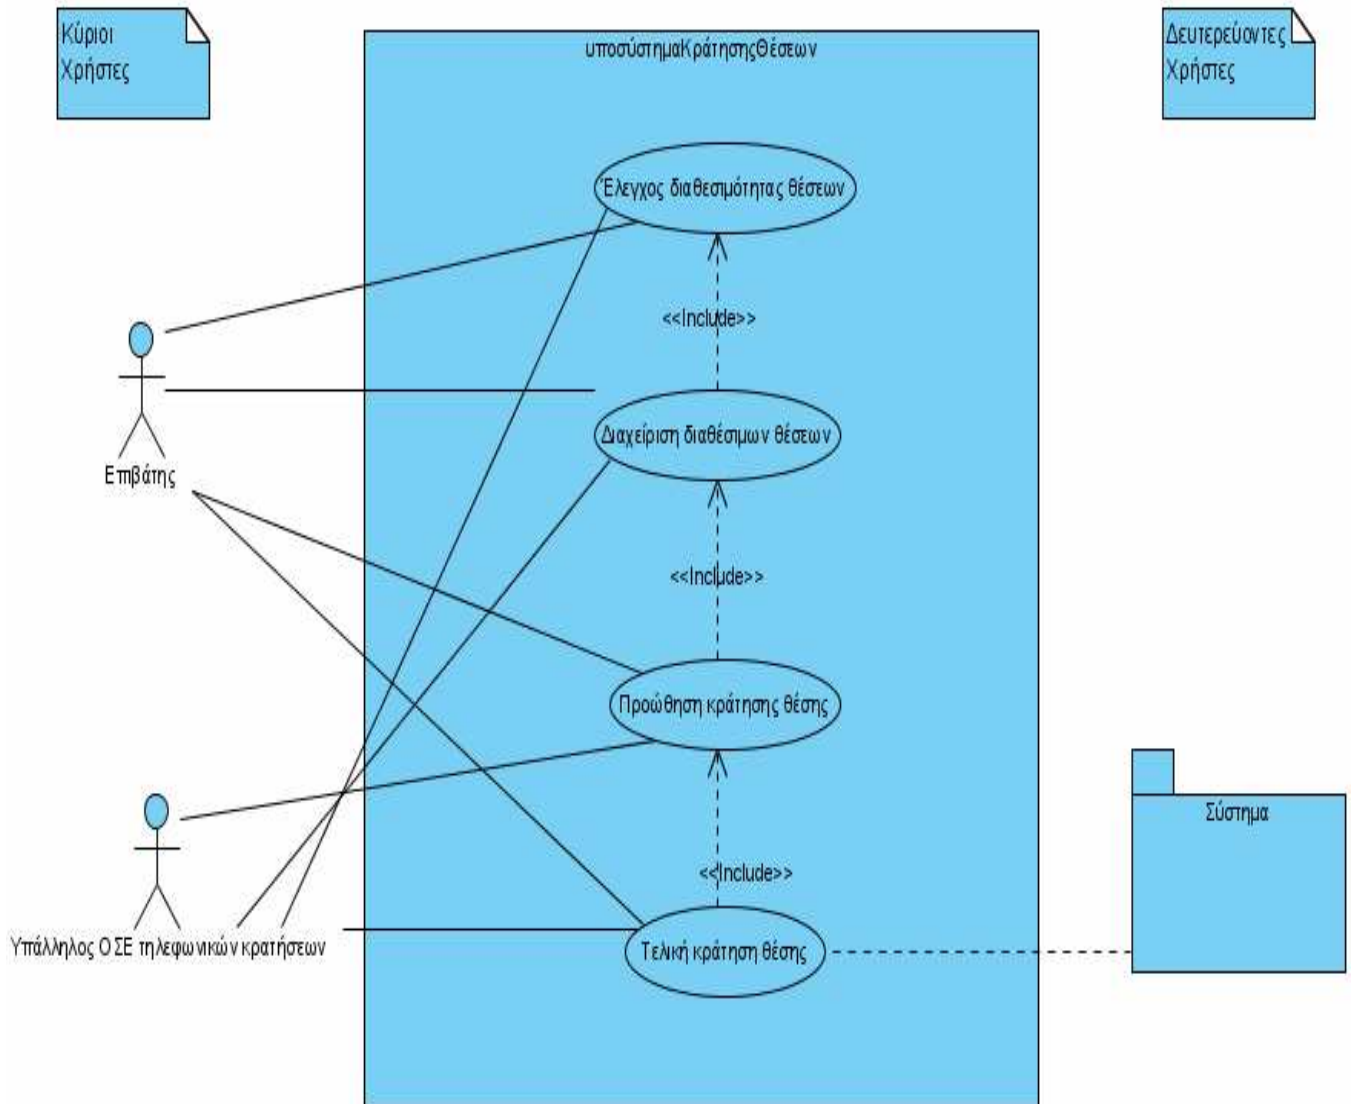 Κύριοι
Χρήστες
υποσύστημαΚράτησηςΘέσεων
Δευτερεύοντες
Χρήστες
Έλεγχος διαθεσιμότητας θέσεων
<<Include>>
Διαχείριση διαθέσιμων θέσεων
Επιβάτης
<<Include>>
Προώθηση κράτησης θέσης
Σύστημα
<<Include>>
Υπάλληλος ΟΣΕ τηλεφωνικών κρατήσεων
Τελική κράτηση θέσης